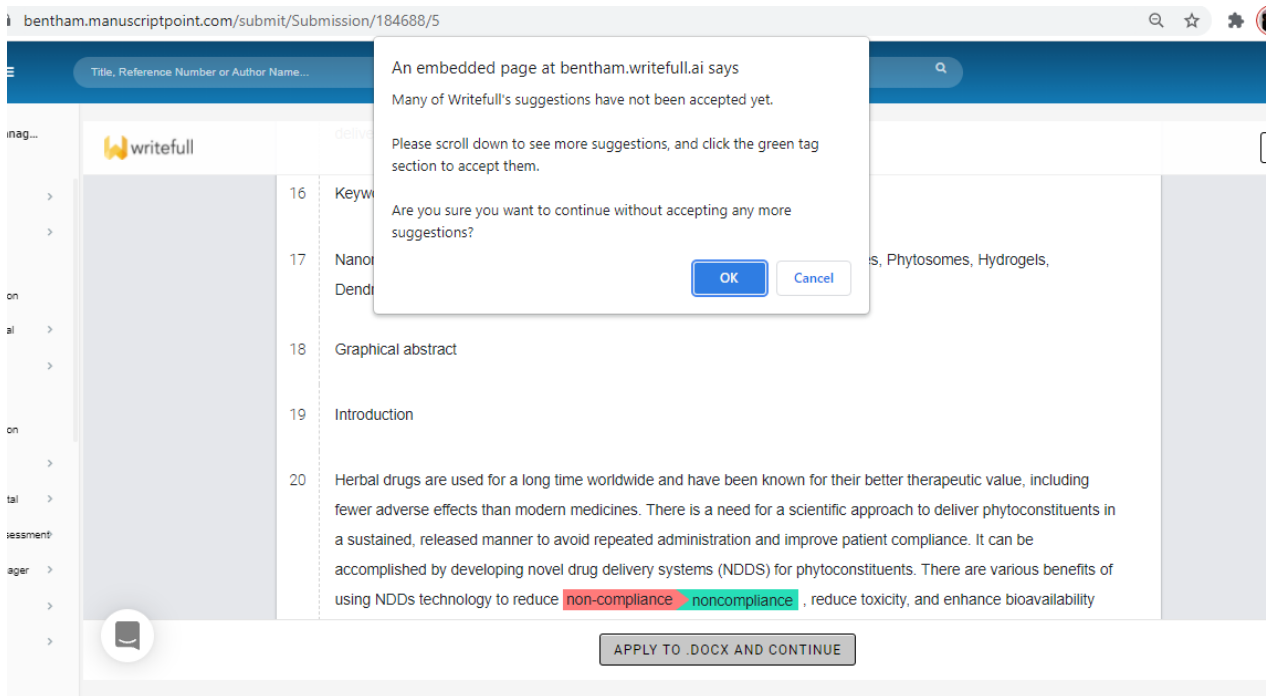 bentham.manuscriptpoint.com/submit/Submission/184688/5
Title, Reference Number or Author Name...
An embedded page at bentham.writefull.ai says
Many of Writefull's suggestions have not been accepted yet.
Please scroll down to see more suggestions, and click the green tag
section to accept them.
Are you sure you want to continue without accepting any more
suggestions?
OK Cancel
writefull
16
17 s, Phytosomes, Hydrogels,
18 Graphical abstract
19 Introduction
20 Herbal drugs are used for a long time worldwide and have been known for their better therapeutic value, including
fewer adverse effects than modern medicines. There is a need for a scientific approach to deliver phytoconstituents in
a sustained, released manner to avoid repeated administration and improve patient compliance. It can be
accomplished by developing novel drug delivery systems (NDDS) for phytoconstituents. There are various benefits of
using NDDs technology to reduce non-compliance noncompliance , reduce toxicity, and enhance bioavailability
APPLY TO .DOCX AND CONTINUE